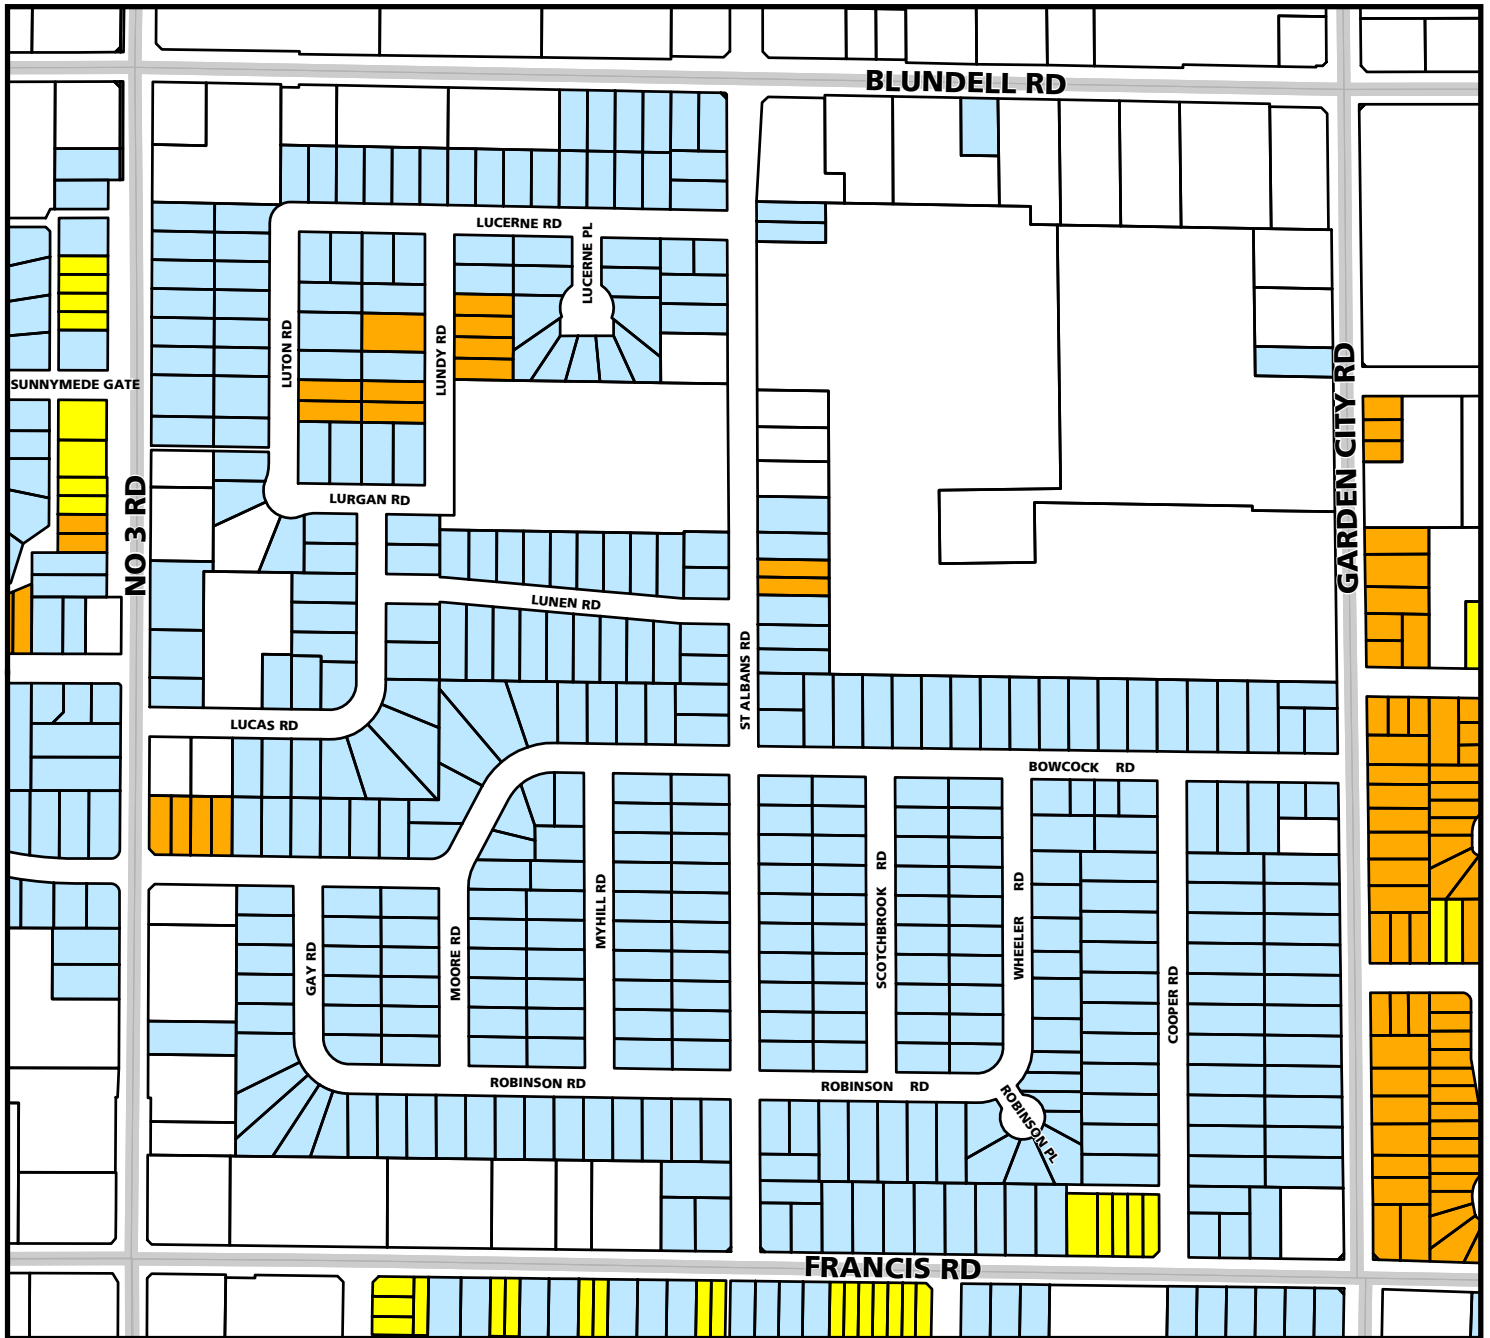 BLUNDELL RD
LUCERNE RD
LUCERNE PL
LUTON RD
LUNDY RD
SUNNYMEDE GATE
GARDEN CITY RD
NO 3 RD
LURGAN RD
LUNEN RD
ST ALBANS RD
LUCAS RD
BOWCOCK RD
SCOTCHBROOK RD
WHEELER RD
MYHILL RD
MOORE RD
GAY RD
COOPER RD
ROBINSON RD
ROBINSON RD
ROBINSON PL
FRANCIS RD